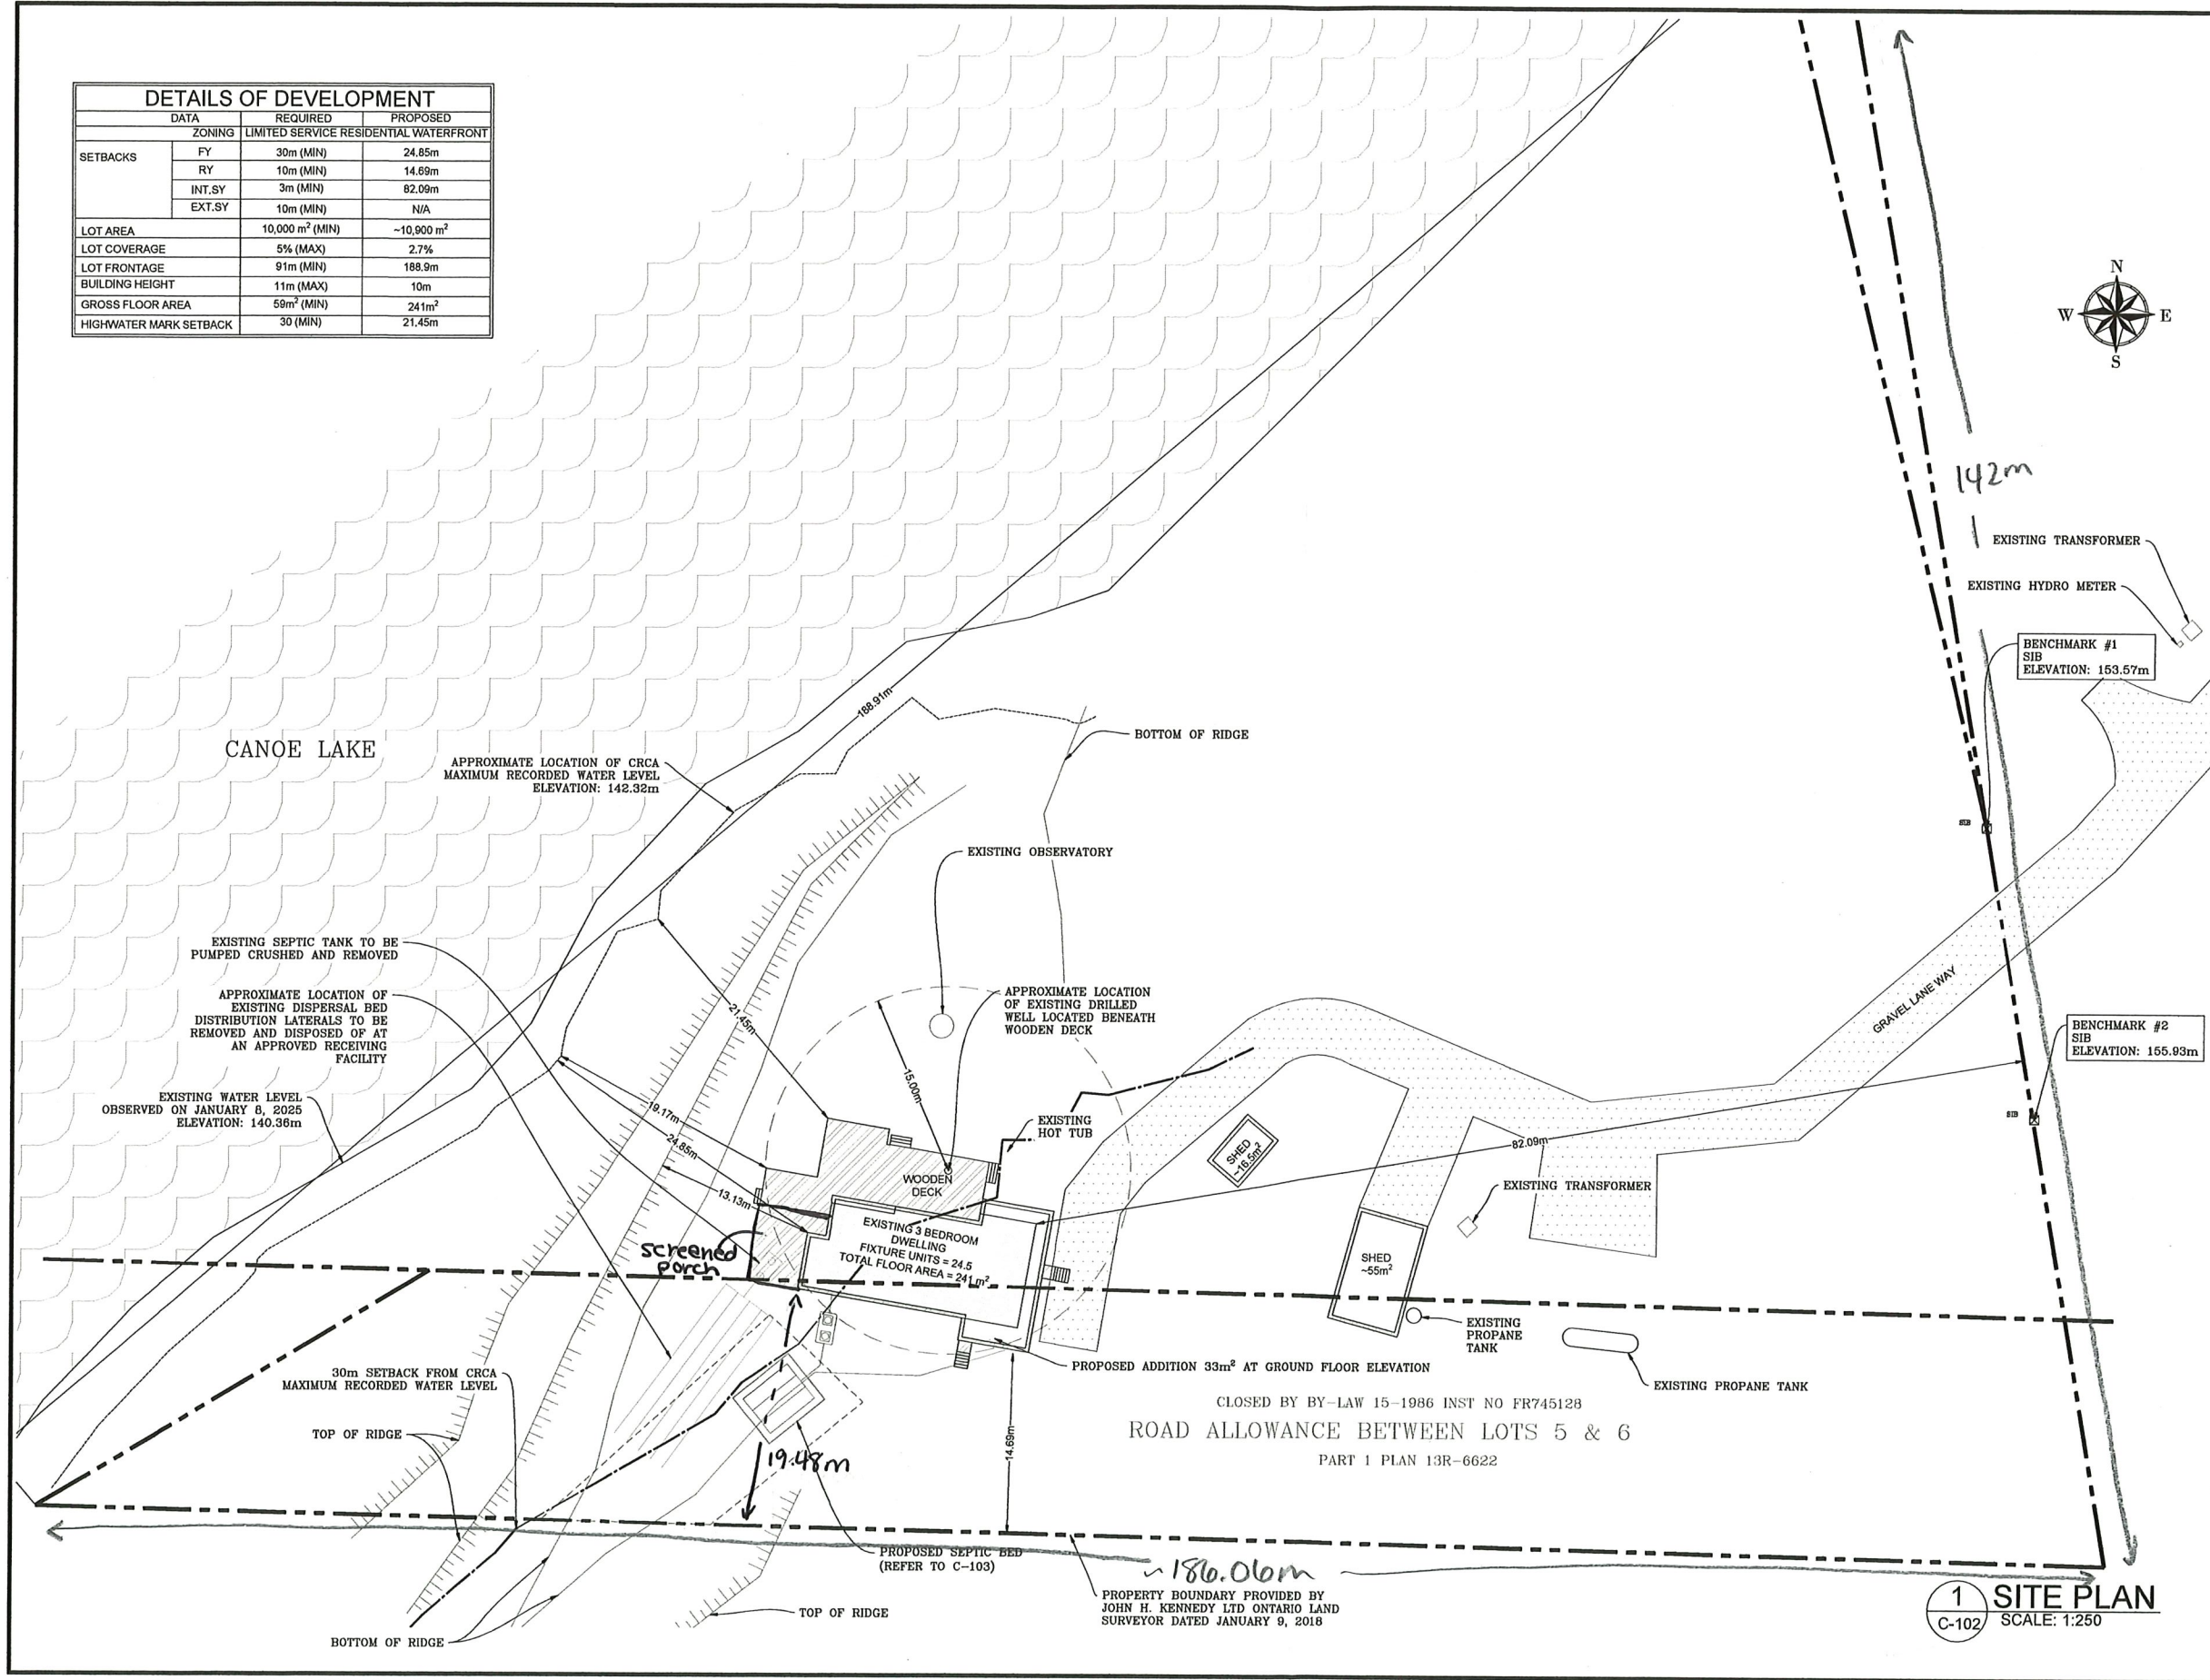 DETAILS OF DEVELOPMENT
DATA REQUIRED PROPOSED
ZONING LIMITED SERVICE RESIDENTIAL WATERFRONT
SETBACKS FY 30m (MIN) 24.85m
RY 10m (MIN) 14.69m
INT.SY 3m (MIN) 82.09m
EXT.SY 10m (MIN) N/A
LOT AREA 10,000 m² (MIN) ~10,900 m²
LOT COVERAGE 5% (MAX) 2.7%
LOT FRONTAGE 91m (MIN) 188.9m
BUILDING HEIGHT 11m (MAX) 10m
GROSS FLOOR AREA 59m² (MIN) 241m²
HIGHWATER MARK SETBACK 30 (MIN) 21.45m
N
W E
S
142m
EXISTING TRANSFORMER
EXISTING HYDRO METER
BENCHMARK #1
SIB
ELEVATION: 153.57m
188.91m
BOTTOM OF RIDGE
CANOE LAKE
APPROXIMATE LOCATION OF CRCA
MAXIMUM RECORDED WATER LEVEL
ELEVATION: 142.32m
SIB
EXISTING OBSERVATORY
EXISTING SEPTIC TANK TO BE
PUMPED CRUSHED AND REMOVED
APPROXIMATE LOCATION OF
EXISTING DISPERSAL BED
DISTRIBUTION LATERALS TO BE
REMOVED AND DISPOSED OF AT
AN APPROVED RECEIVING
FACILITY
APPROXIMATE LOCATION
OF EXISTING DRILLED
WELL LOCATED BENEATH
WOODEN DECK
GRAVEL LANE WAY
21.45m
15.00m
BENCHMARK #2
SIB
ELEVATION: 155.93m
SIB
EXISTING WATER LEVEL
OBSERVED ON JANUARY 8, 2025
ELEVATION: 140.36m
19.17m
24.85m
13.13m
EXISTING
HOT TUB
SHED
~16.5m²
82.09m
WOODEN
DECK
EXISTING TRANSFORMER
EXISTING 3 BEDROOM
DWELLING
FIXTURE UNITS = 24.5
TOTAL FLOOR AREA = 241 m²
screened
porch
SHED
~55m²
EXISTING
PROPANE
TANK
PROPOSED ADDITION 33m² AT GROUND FLOOR ELEVATION
EXISTING PROPANE TANK
30m SETBACK FROM CRCA
MAXIMUM RECORDED WATER LEVEL
CLOSED BY BY-LAW 15-1986 INST NO FR745128
ROAD ALLOWANCE BETWEEN LOTS 5 & 6
PART 1 PLAN 13R-6622
TOP OF RIDGE
14.69m
19.48m
PROPOSED SEPTIC BED
(REFER TO C-103)
~186.06m
PROPERTY BOUNDARY PROVIDED BY
JOHN H. KENNEDY LTD ONTARIO LAND
SURVEYOR DATED JANUARY 9, 2018
TOP OF RIDGE
BOTTOM OF RIDGE
1
C-102
SITE PLAN
SCALE: 1:250